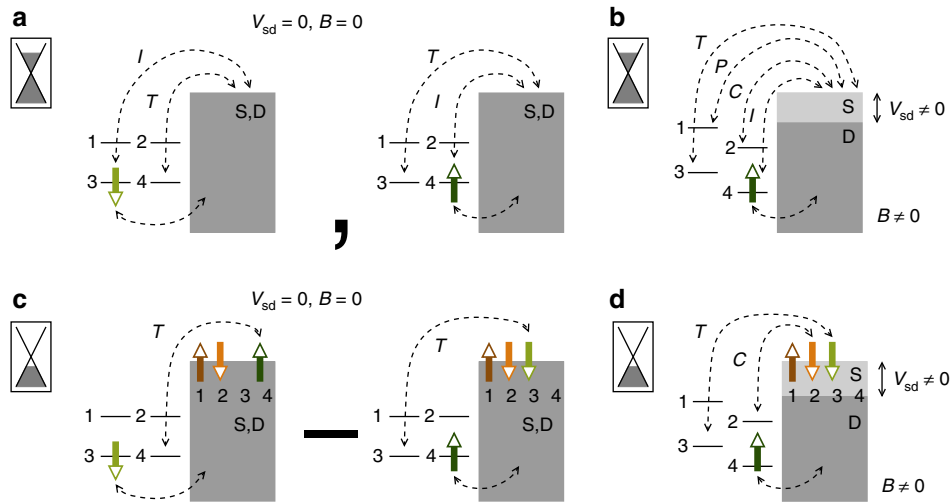 a
V_sd = 0, B = 0
I
T
S,D
1 2
3 4
,
T
I
S,D
1 2
3 4
b
T
P
C
I
S
V_sd ≠ 0
D
1
2
3
4
B ≠ 0
c
V_sd = 0, B = 0
T
1 2 3 4
S,D
1 2
3 4
–
T
1 2 3 4
S,D
1 2
3 4
d
T
C
S
V_sd ≠ 0
1 2 3 4
D
1
2
3
4
B ≠ 0